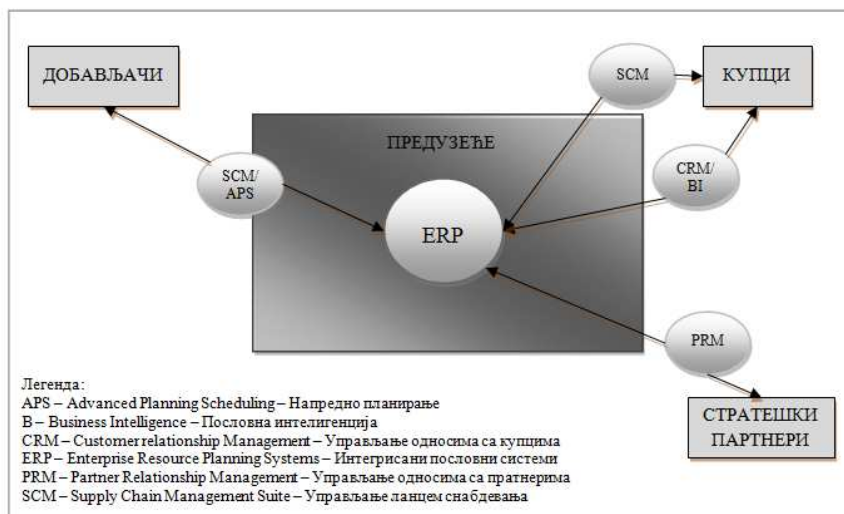 ДОБАВЉАЧИ
SCM
КУПЦИ
ПРЕДУЗЕЋЕ
SCM/
APS
CRM/
BI
ERP
PRM
СТРАТЕШКИ
ПАРТНЕРИ
Легенда:
APS – Advanced Planning Scheduling – Напредно планирање
B – Business Intelligence – Пословна интелигенција
CRM – Customer relationship Management – Управљање односима са купцима
ERP – Enterprise Resource Planning Systems – Интегрисани пословни системи
PRM – Partner Relationship Management – Управљање односима са пратнерима
SCM – Supply Chain Management Suite – Управљање ланцем снабдевања